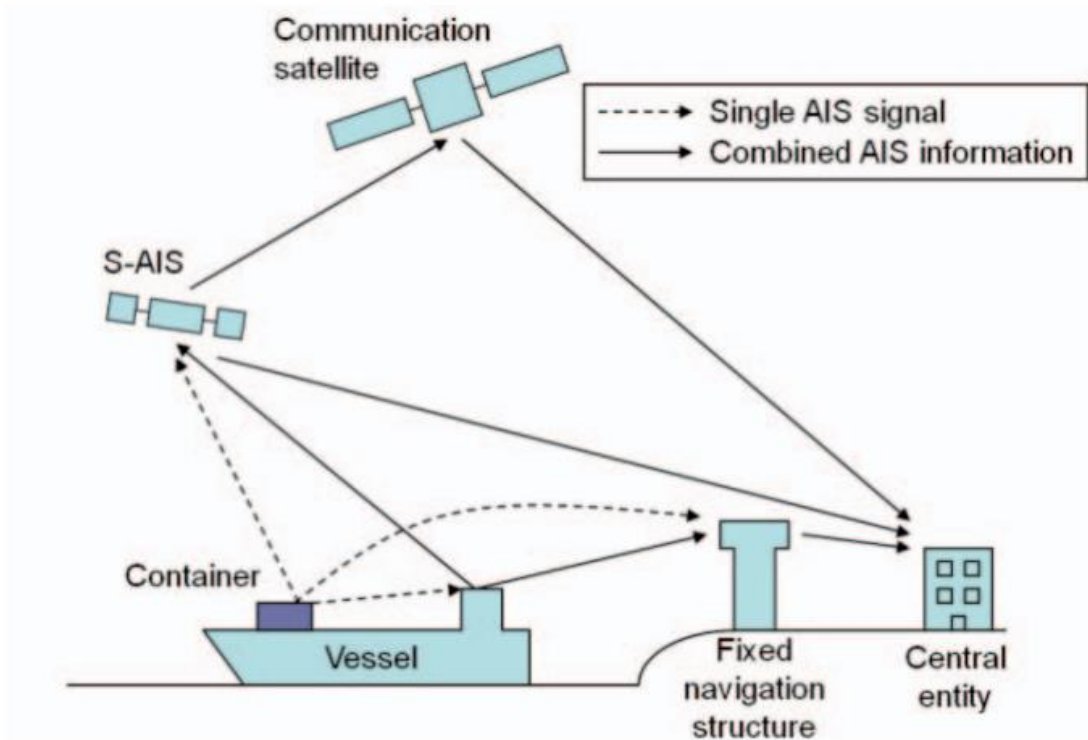 Communication
satellite
Single AIS signal
Combined AIS information
S-AIS
Container
Vessel
Fixed
navigation
structure
Central
entity